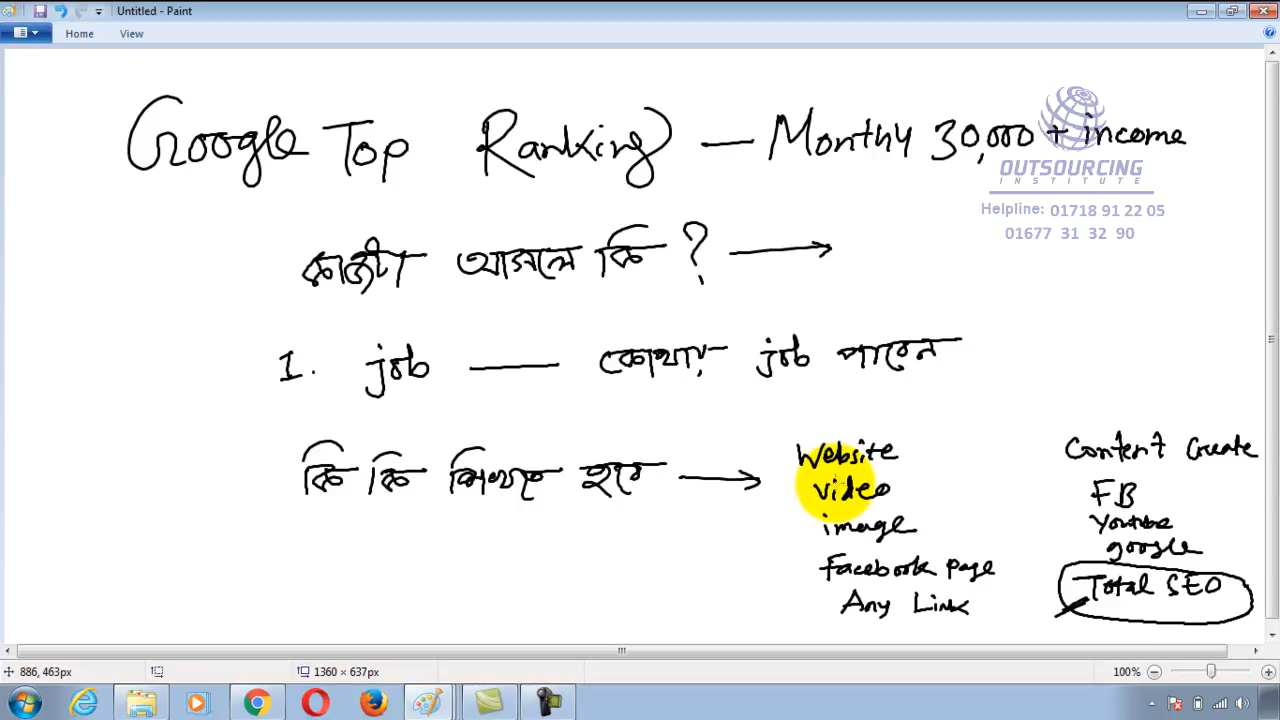 Untitled - Paint
Home View
Google Top Ranking — Monthy 30,000 + income
OUTSOURCING
INSTITUTE
Helpline: 01718 91 22 05
01677 31 32 90
কাজটা আসলে কি ?
1. job — কোথায় job পাবেন
কি কি শিখতে হবে
Website
video
image
Facebook page
Any Link
Content Create
FB
Youtube
google
Total SEO
886, 463px
1360 × 637px
100%